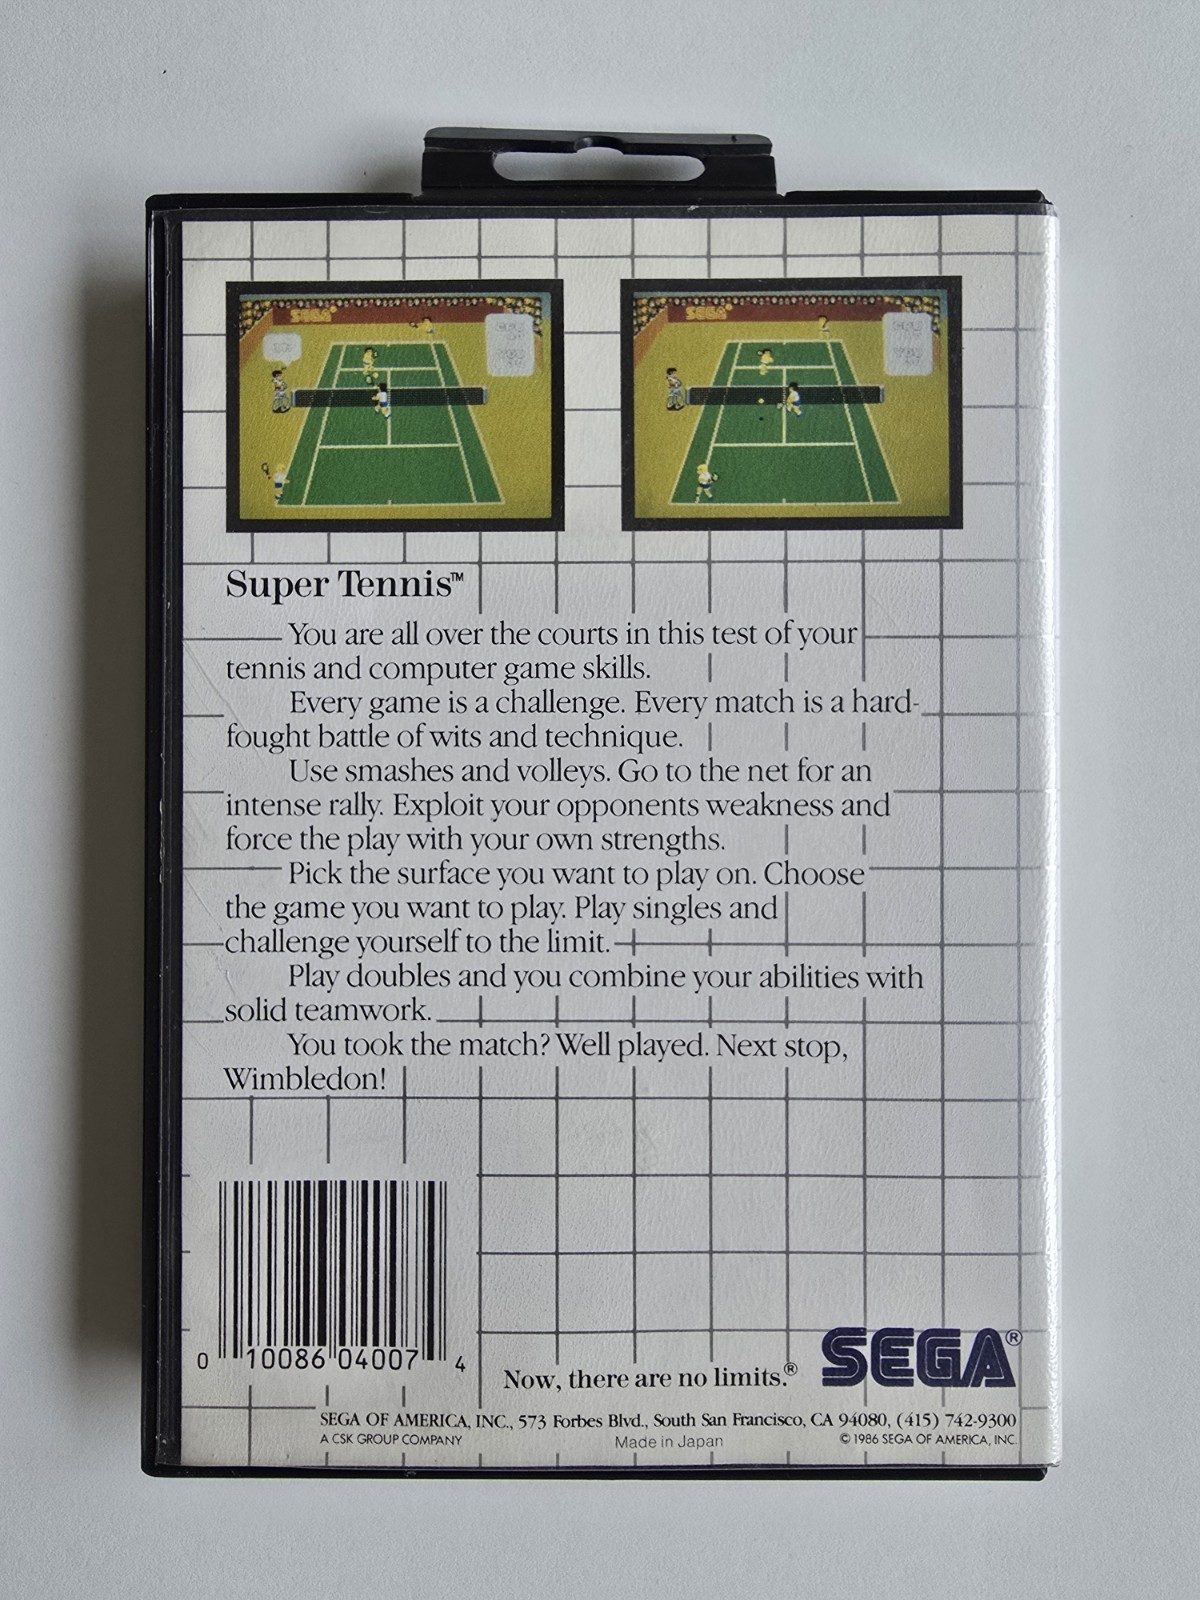 SEGA®
SEGA®
Super Tennis™
You are all over the courts in this test of your
tennis and computer game skills.
Every game is a challenge. Every match is a hard-
fought battle of wits and technique.
Use smashes and volleys. Go to the net for an
intense rally. Exploit your opponents weakness and
force the play with your own strengths.
Pick the surface you want to play on. Choose
the game you want to play. Play singles and
challenge yourself to the limit.
Play doubles and you combine your abilities with
solid teamwork.
You took the match? Well played. Next stop,
Wimbledon!
0 10086 04007 4
Now, there are no limits.®
SEGA®
SEGA OF AMERICA, INC., 573 Forbes Blvd., South San Francisco, CA 94080, (415) 742-9300
A CSK GROUP COMPANY Made in Japan © 1986 SEGA OF AMERICA, INC.